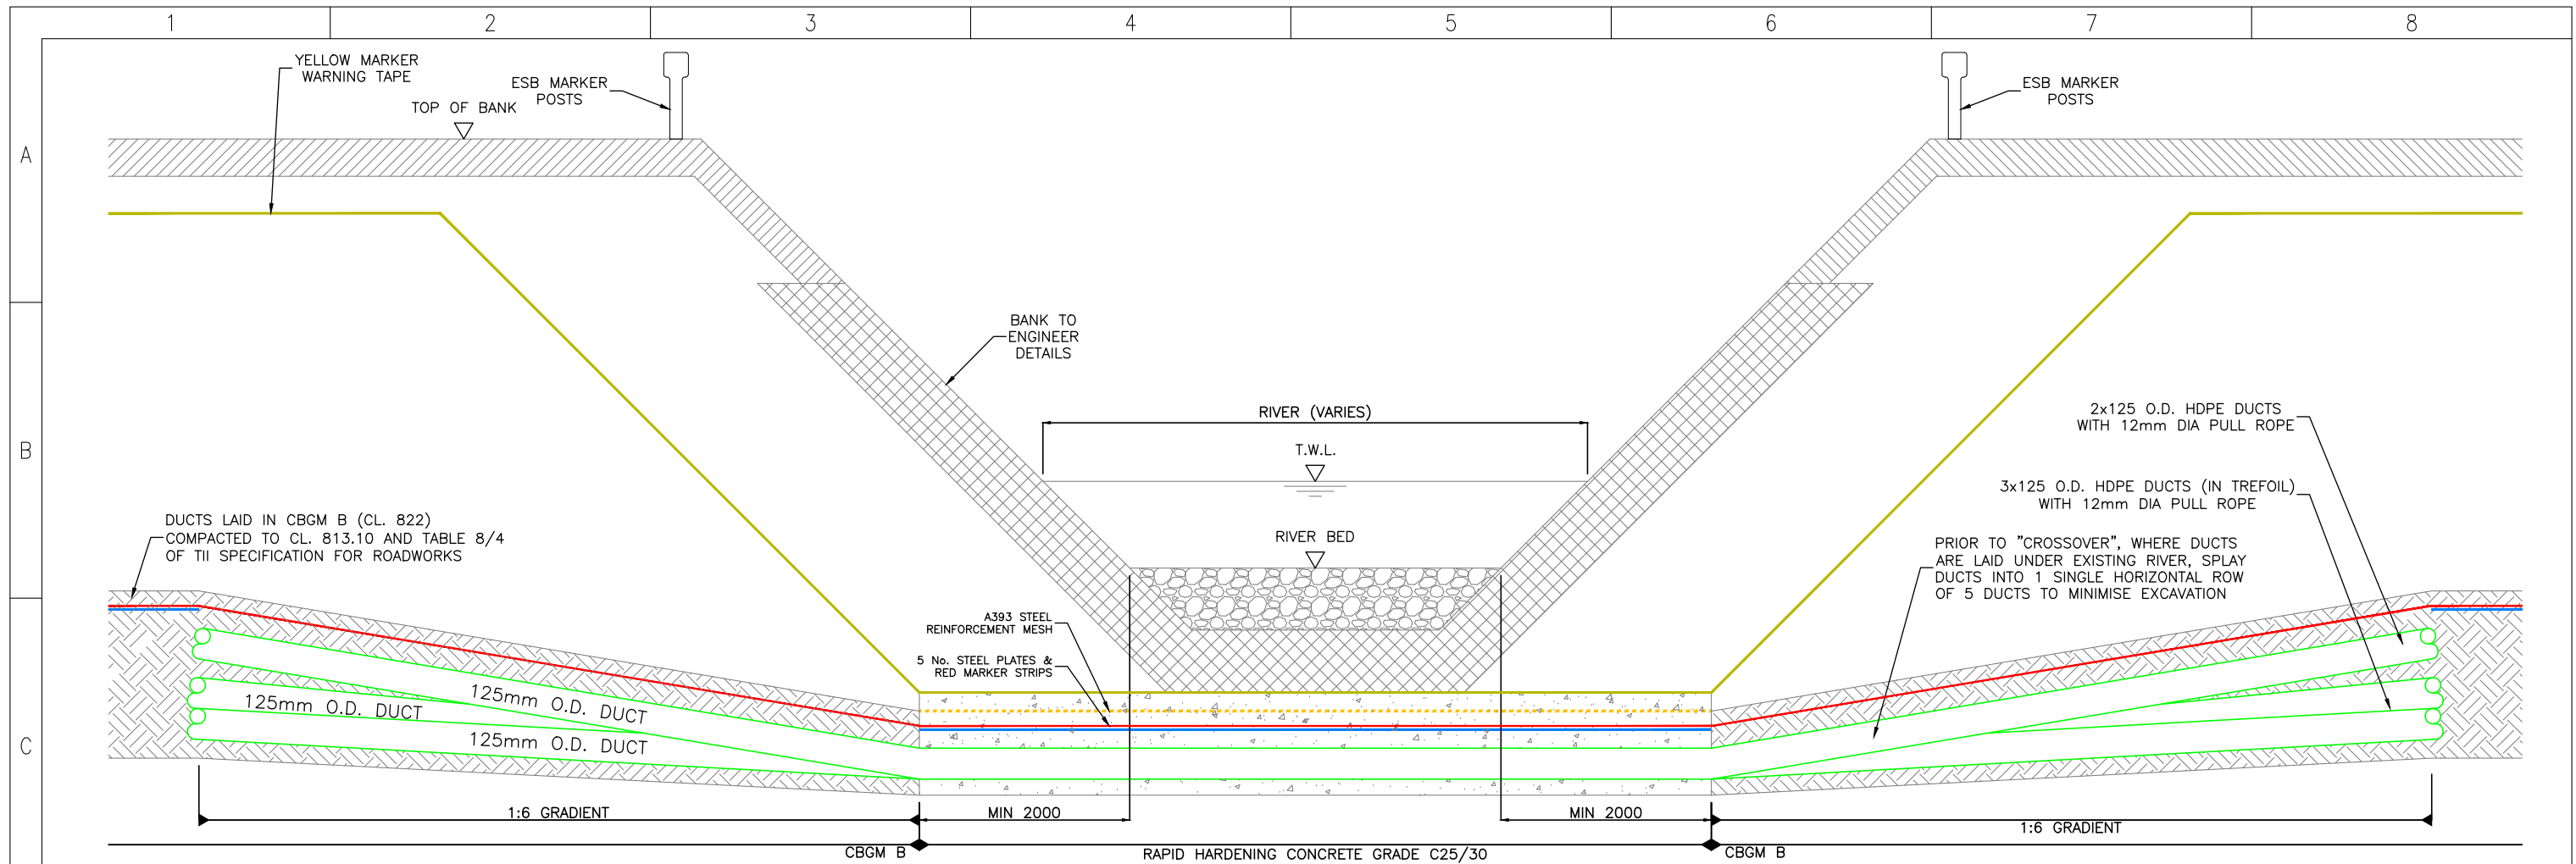 1 2 3 4 5 6 7 8
A
B
C
YELLOW MARKER
WARNING TAPE
TOP OF BANK
ESB MARKER
POSTS
ESB MARKER
POSTS
BANK TO
ENGINEER
DETAILS
RIVER (VARIES)
T.W.L.
RIVER BED
2x125 O.D. HDPE DUCTS
WITH 12mm DIA PULL ROPE
3x125 O.D. HDPE DUCTS (IN TREFOIL)
WITH 12mm DIA PULL ROPE
DUCTS LAID IN CBGM B (CL. 822)
COMPACTED TO CL. 813.10 AND TABLE 8/4
OF TII SPECIFICATION FOR ROADWORKS
PRIOR TO "CROSSOVER", WHERE DUCTS
ARE LAID UNDER EXISTING RIVER, SPLAY
DUCTS INTO 1 SINGLE HORIZONTAL ROW
OF 5 DUCTS TO MINIMISE EXCAVATION
A393 STEEL
REINFORCEMENT MESH
5 No. STEEL PLATES &
RED MARKER STRIPS
125mm O.D. DUCT
125mm O.D. DUCT
125mm O.D. DUCT
1:6 GRADIENT
MIN 2000
MIN 2000
1:6 GRADIENT
CBGM B
RAPID HARDENING CONCRETE GRADE C25/30
CBGM B